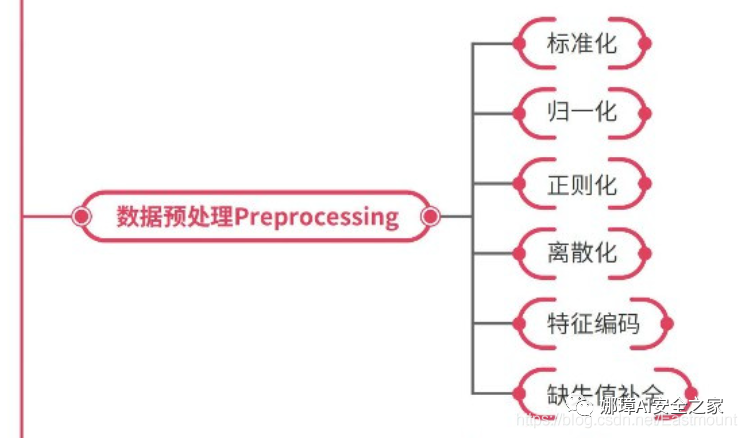 标准化
归一化
正则化
数据预处理Preprocessing
离散化
特征编码
缺失值补全
娜璋AI安全之家
https://blog.csdn.net/Eastmount